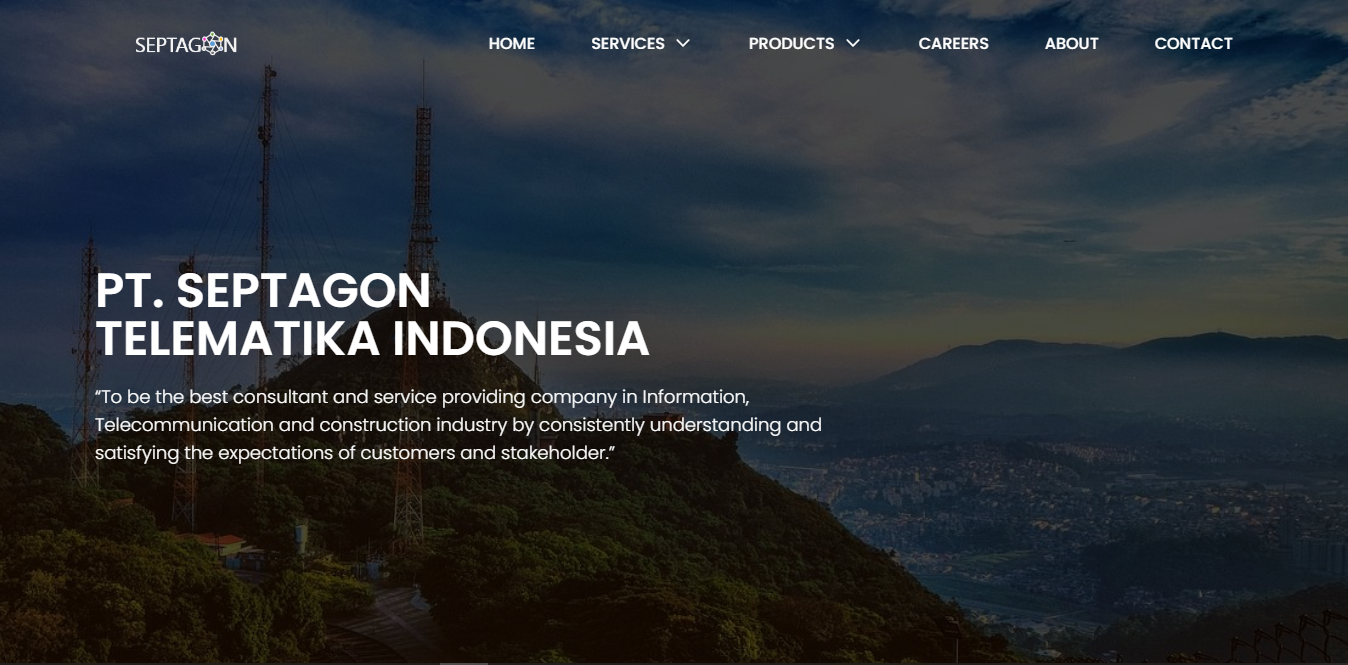 SEPTAGON
HOME SERVICES PRODUCTS CAREERS ABOUT CONTACT
PT. SEPTAGON
TELEMATIKA INDONESIA
“To be the best consultant and service providing company in Information,
Telecommunication and construction industry by consistently understanding and
satisfying the expectations of customers and stakeholder.”